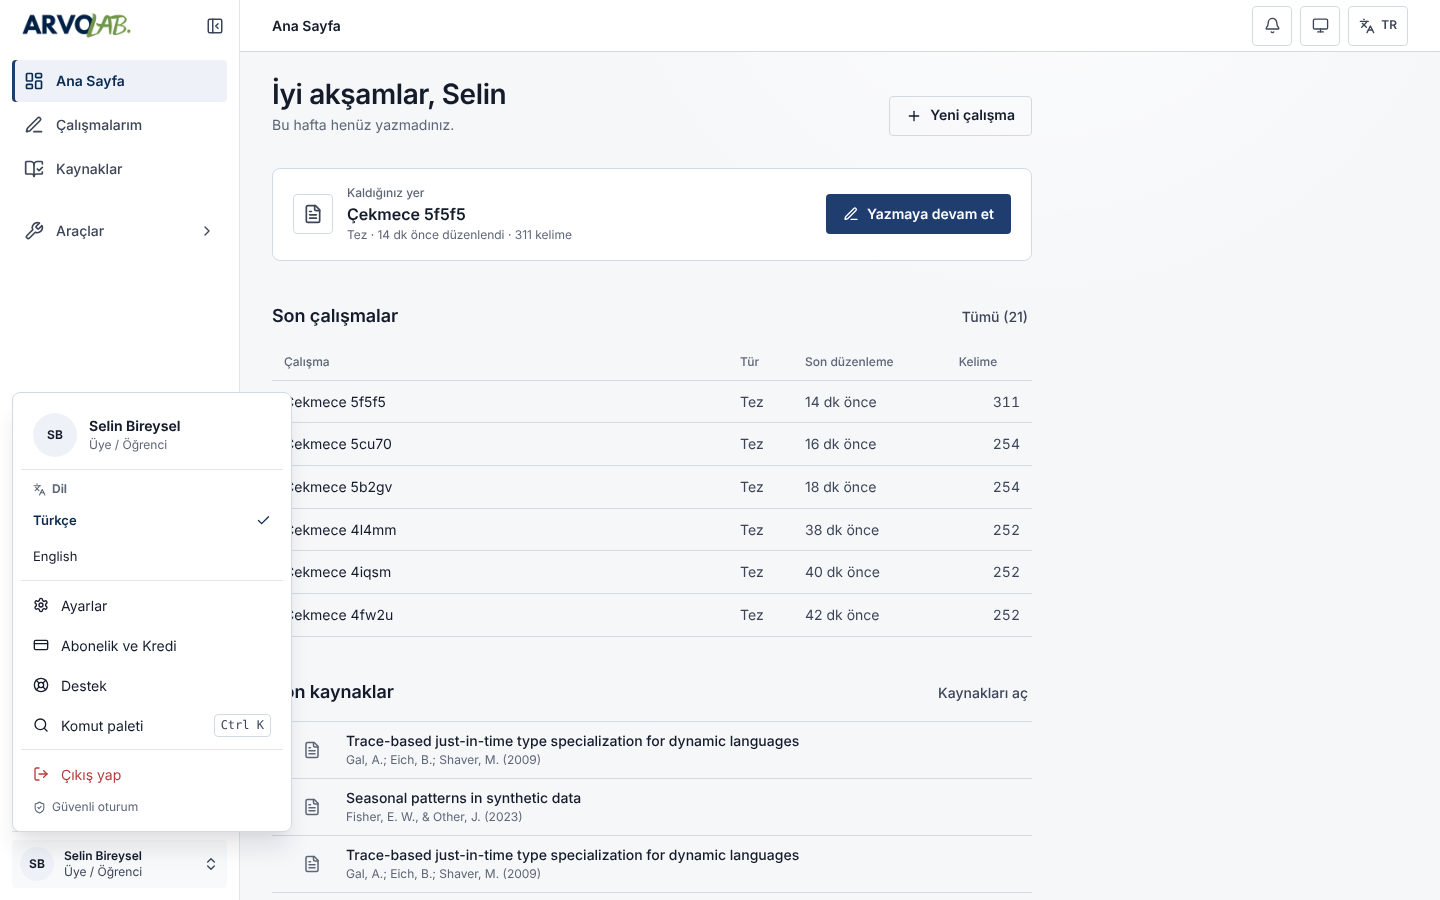 ARVOLAB.
Ana Sayfa
Çalışmalarım
Kaynaklar
Araçlar
SB
Selin Bireysel
Üye / Öğrenci
Dil
Türkçe
English
Ayarlar
Abonelik ve Kredi
Destek
Komut paleti Ctrl K
Çıkış yap
Güvenli oturum
SB
Selin Bireysel
Üye / Öğrenci
Ana Sayfa
TR
İyi akşamlar, Selin
Bu hafta henüz yazmadınız.
Yeni çalışma
Kaldığınız yer
Çekmece 5f5f5
Tez · 14 dk önce düzenlendi · 311 kelime
Yazmaya devam et
Son çalışmalar
Tümü (21)
Çalışma Tür Son düzenleme Kelime
Çekmece 5f5f5 Tez 14 dk önce 311
Çekmece 5cu70 Tez 16 dk önce 254
Çekmece 5b2gv Tez 18 dk önce 254
Çekmece 4l4mm Tez 38 dk önce 252
Çekmece 4iqsm Tez 40 dk önce 252
Çekmece 4fw2u Tez 42 dk önce 252
Son kaynaklar
Kaynakları aç
Trace-based just-in-time type specialization for dynamic languages
Gal, A.; Eich, B.; Shaver, M. (2009)
Seasonal patterns in synthetic data
Fisher, E. W., & Other, J. (2023)
Trace-based just-in-time type specialization for dynamic languages
Gal, A.; Eich, B.; Shaver, M. (2009)